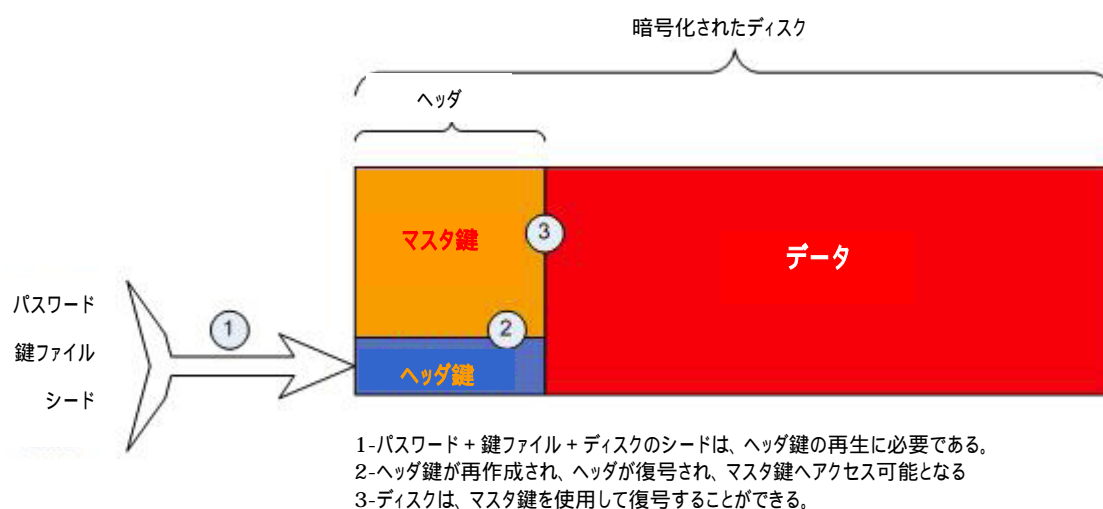 暗号化されたディスク
ヘッダ
マスタ鍵
3
データ
パスワード
鍵ファイル
シード
1
2
ヘッダ鍵
1-パスワード+鍵ファイル+ディスクのシードは、ヘッダ鍵の再生に必要である。
2-ヘッダ鍵が再作成され、ヘッダが復号され、マスタ鍵へアクセス可能となる
3-ディスクは、マスタ鍵を使用して復号することができる。